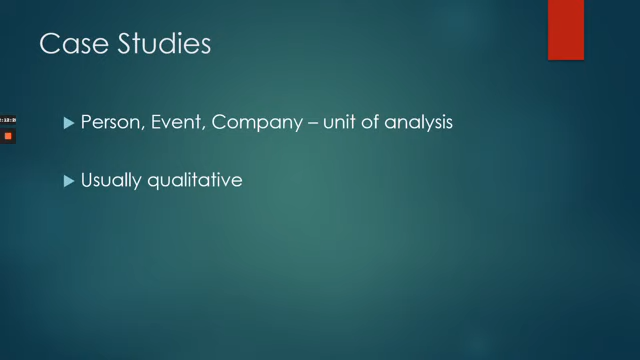 Case Studies
Person, Event, Company – unit of analysis
Usually qualitative